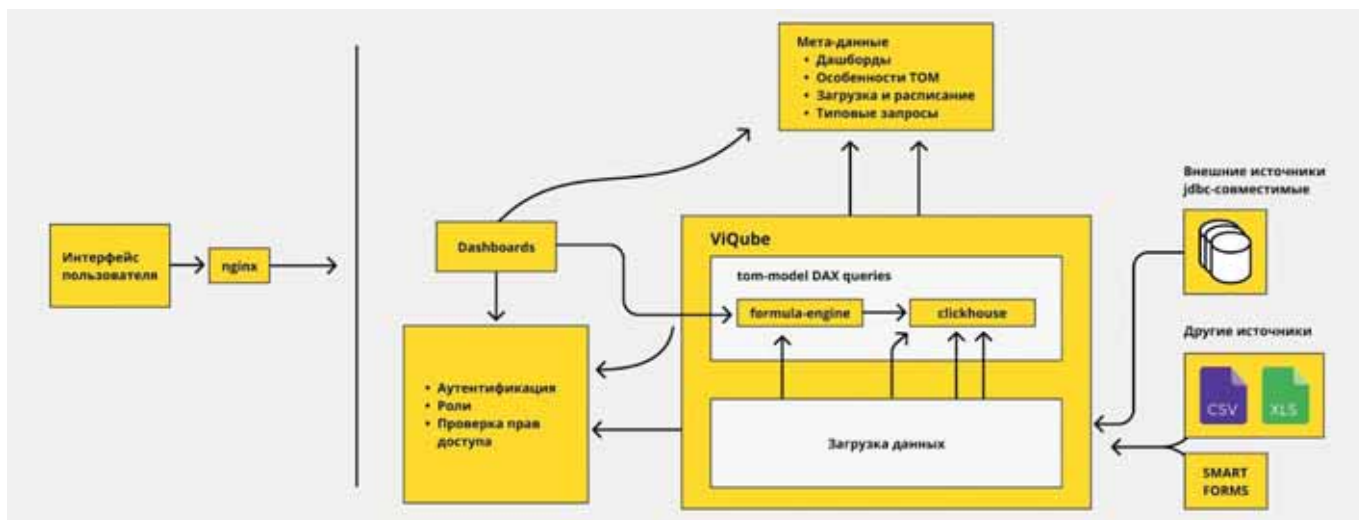 Мета-данные
• Дашборды
• Особенности ТОМ
• Загрузка и расписание
• Типовые запросы
Внешние источники
jdbc-совместимые
Интерфейс
пользователя
nginx
Dashboards
ViQube
tom-model DAX queries
formula-engine
clickhouse
Другие источники
CSV
XLS
• Аутентификация
• Роли
• Проверка прав
доступа
Загрузка данных
SMART
FORMS